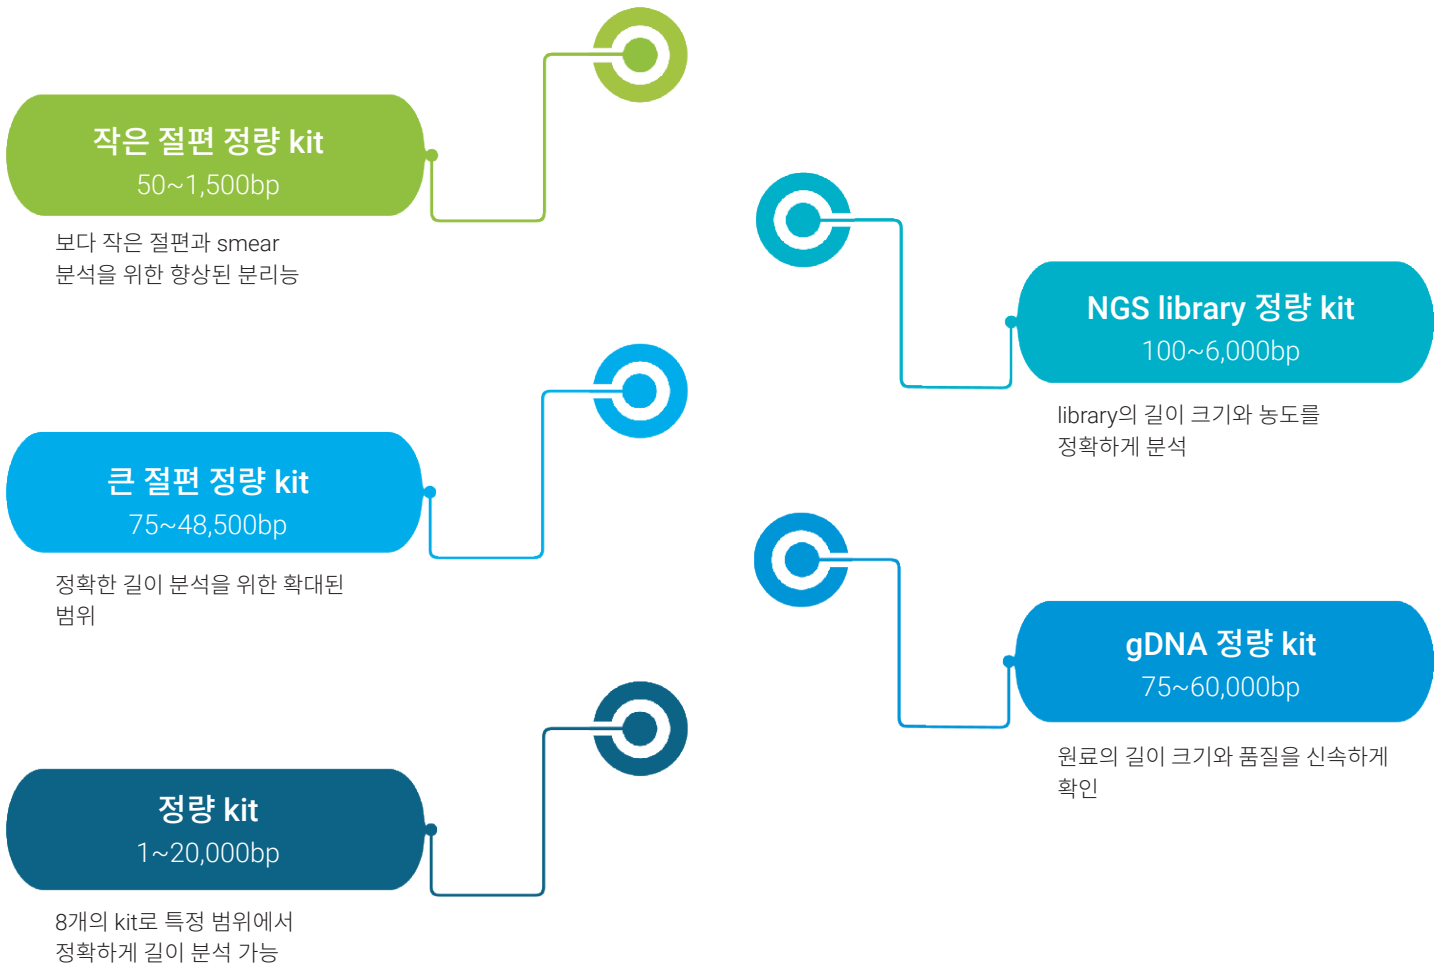 작은 절편 정량 kit
50~1,500bp
보다 작은 절편과 smear
분석을 위한 향상된 분리능
NGS library 정량 kit
100~6,000bp
library의 길이 크기와 농도를
정확하게 분석
큰 절편 정량 kit
75~48,500bp
정확한 길이 분석을 위한 확대된
범위
gDNA 정량 kit
75~60,000bp
원료의 길이 크기와 품질을 신속하게
확인
정량 kit
1~20,000bp
8개의 kit로 특정 범위에서
정확하게 길이 분석 가능